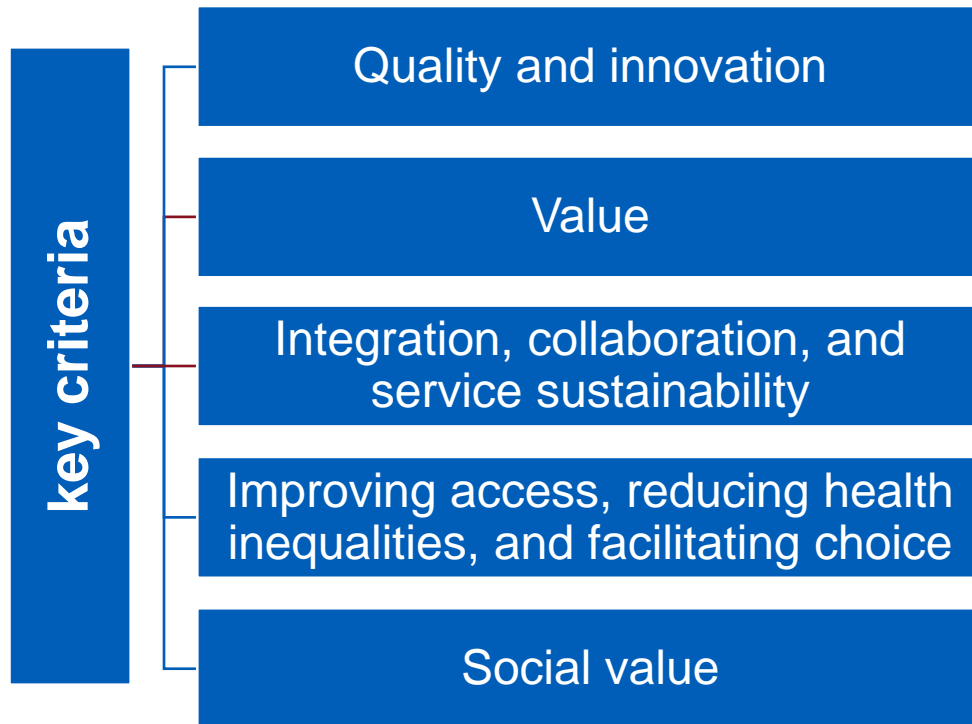 key criteria
Quality and innovation
Value
Integration, collaboration, and
service sustainability
Improving access, reducing health
inequalities, and facilitating choice
Social value